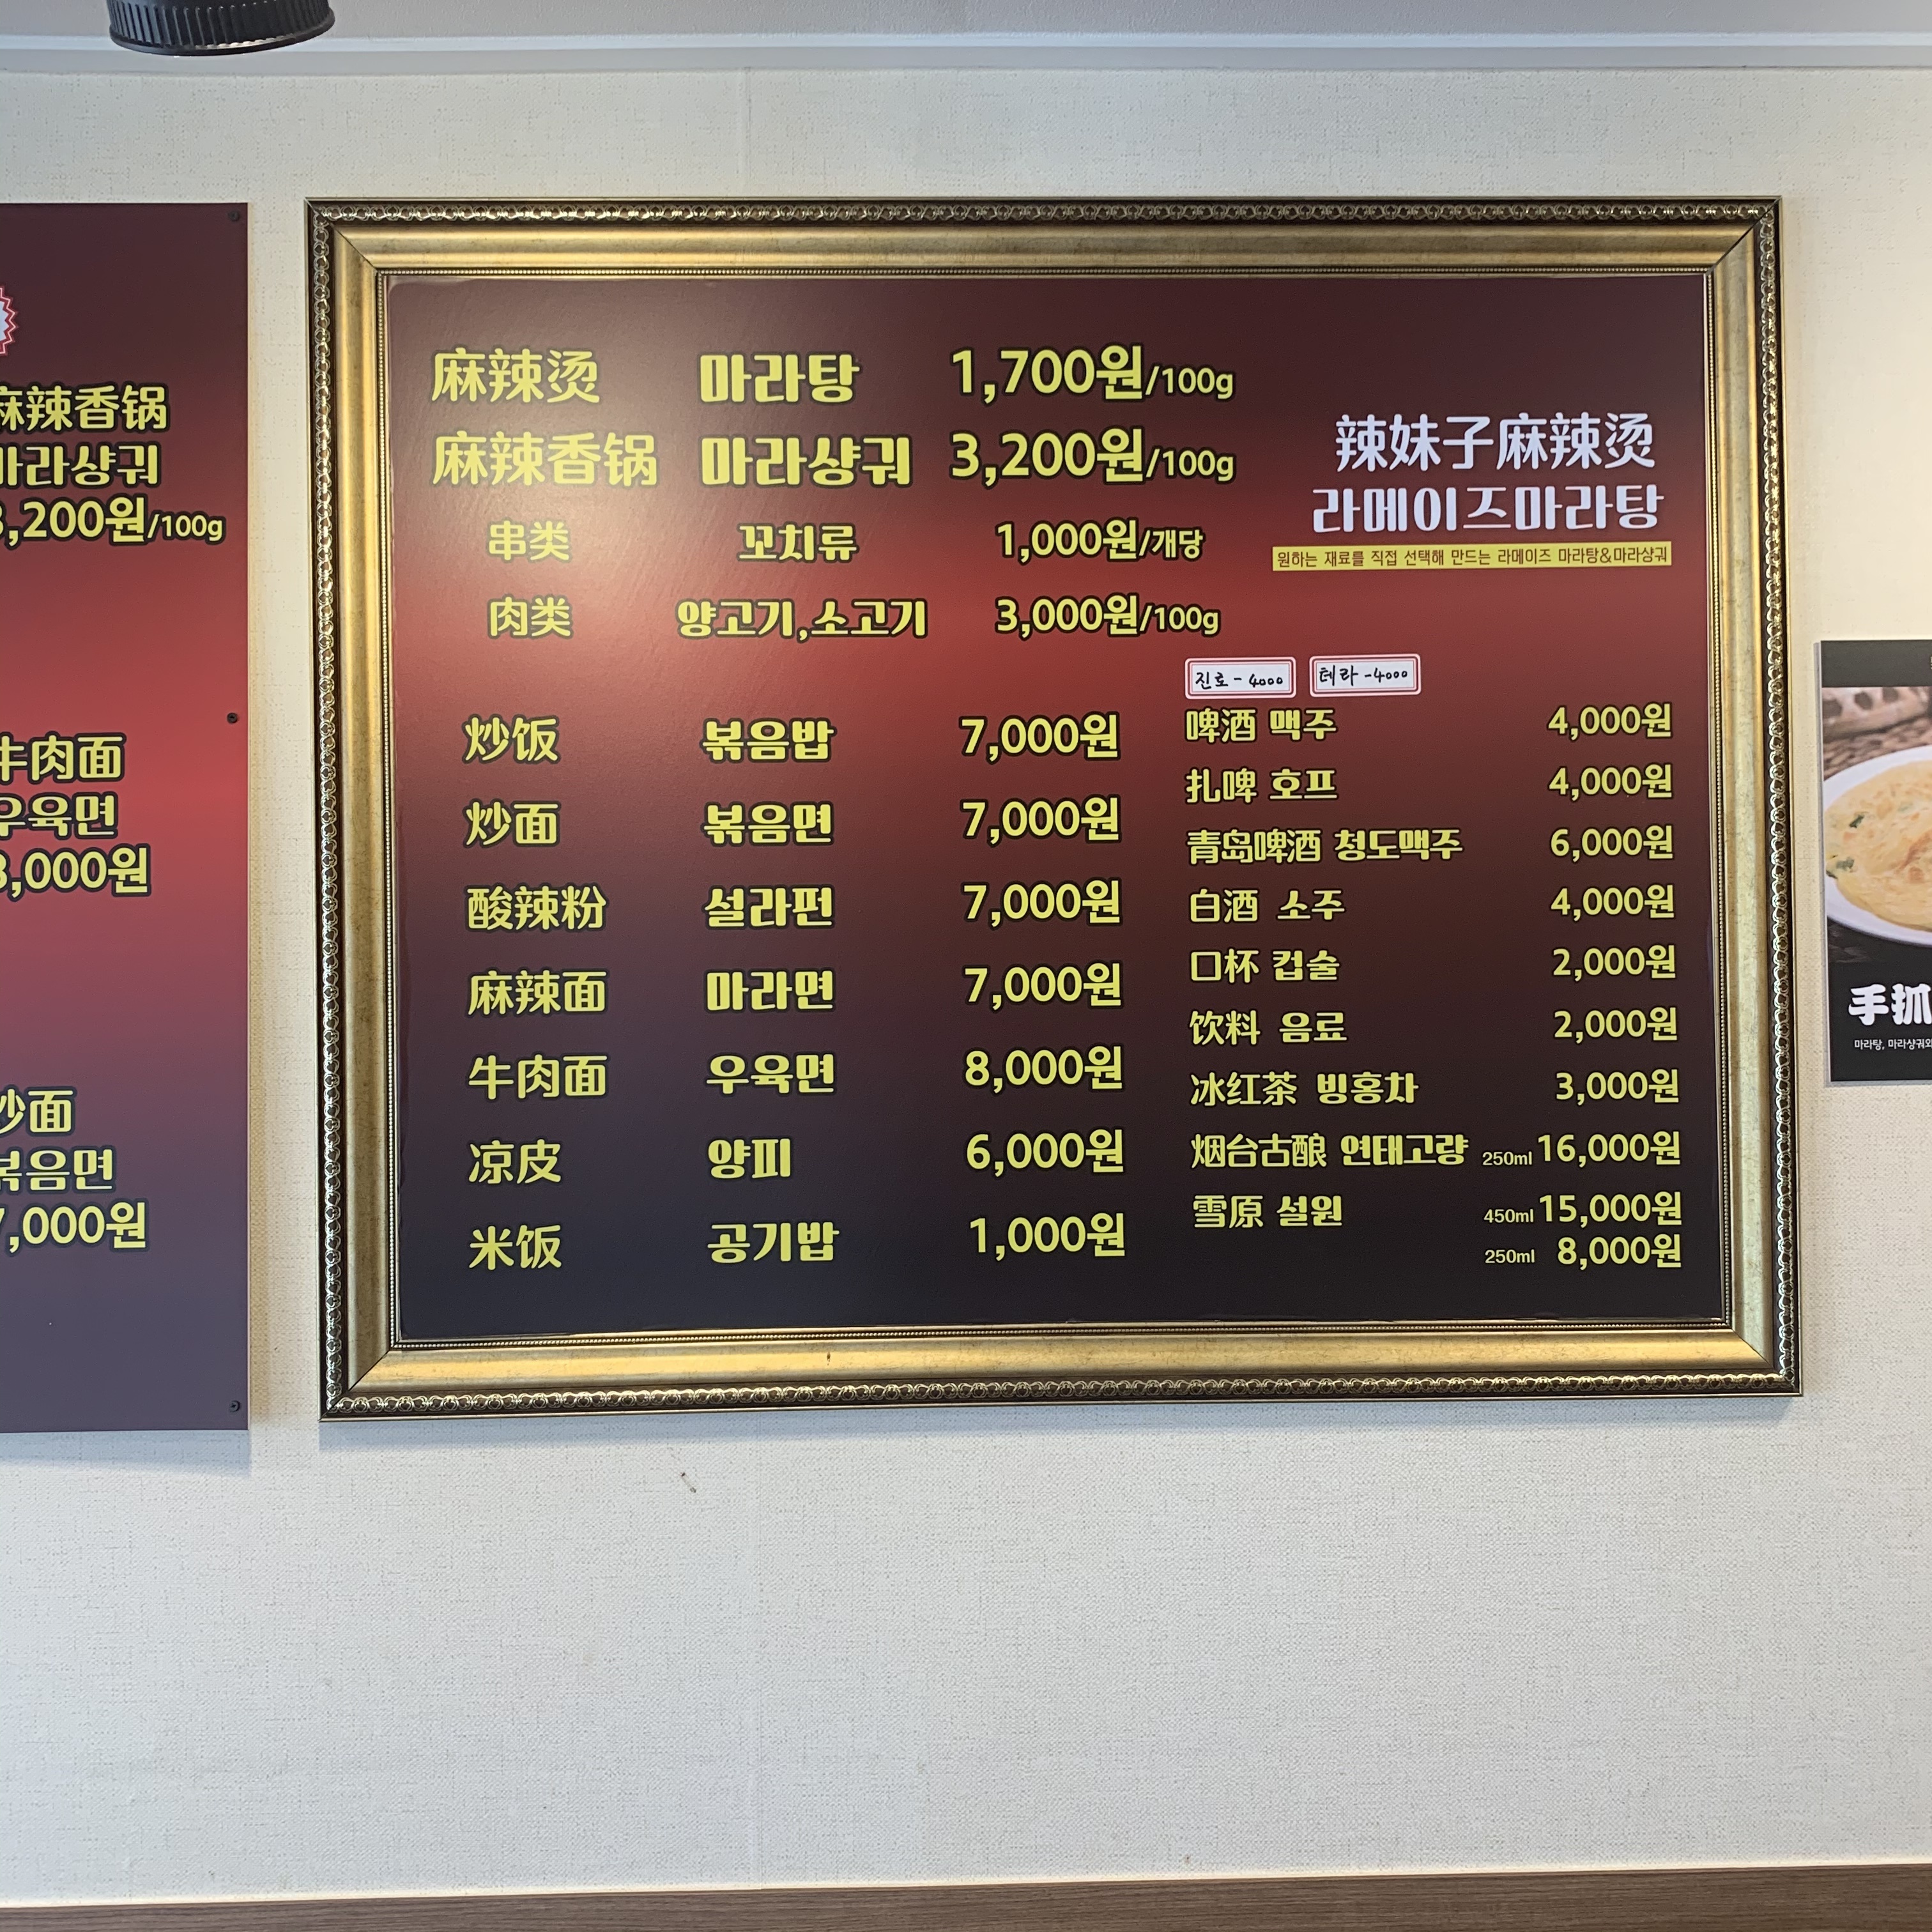 麻辣香锅
마라샹궈
3,200원/100g
牛肉面
우육면
8,000원
炒面
볶음면
7,000원
麻辣烫 마라탕 1,700원/100g
麻辣香锅 마라샹궈 3,200원/100g
串类 꼬치류 1,000원/개당
肉类 양고기,소고기 3,000원/100g
辣妹子麻辣烫
라메이즈마라탕
원하는 재료를 직접 선택해 만드는 라메이즈 마라탕&마라샹궈
炒饭 볶음밥 7,000원
炒面 볶음면 7,000원
酸辣粉 설라펀 7,000원
麻辣面 마라면 7,000원
牛肉面 우육면 8,000원
凉皮 양피 6,000원
米饭 공기밥 1,000원
진로-4000 테라-4000
啤酒 맥주 4,000원
扎啤 호프 4,000원
青岛啤酒 청도맥주 6,000원
白酒 소주 4,000원
口杯 컵술 2,000원
饮料 음료 2,000원
冰红茶 빙홍차 3,000원
烟台古酿 연태고량 250ml 16,000원
雪原 설원 450ml 15,000원
250ml 8,000원
手抓
마라탕, 마라샹궈와